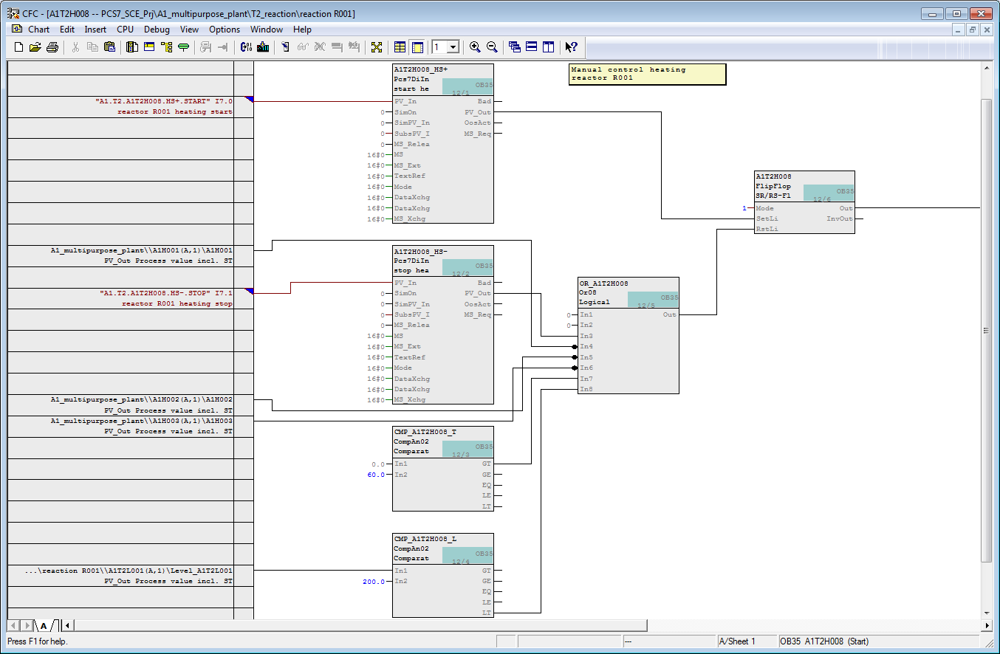 CFC - [A1T2H008 -- PCS7_SCE_Prj\A1_multipurpose_plant\T2_reaction\reaction R001]
Chart Edit Insert CPU Debug View Options Window Help
1
Manual control heating
reactor R001
"A1.T2.A1T2H008.HS+.START" I7.0
reactor R001 heating start
A1_multipurpose_plant\\A1H001(A,1)\A1H001
PV_Out Process value incl. ST
"A1.T2.A1T2H008.HS-.STOP" I7.1
reactor R001 heating stop
A1_multipurpose_plant\\A1H002(A,1)\A1H002
PV_Out Process value incl. ST
A1_multipurpose_plant\\A1H003(A,1)\A1H003
PV_Out Process value incl. ST
...\reaction R001\\A1T2L001(A,1)\Level_A1T2L001
PV_Out Process value incl. ST
A1T2H008_HS+
Pcs7DiIn OB35
start he 12/1
PV_In Bad
0 SimOn PV_Out
0 SimPV_In OosAct
0 SubsPV_I MS_Req
0 MS_Relea
16#0 MS
16#0 MS_Ext
16#0 TextRef
16#0 Mode
16#0 DataXchg
16#0 DataXchg
16#0 MS_Xchg
A1T2H008_HS-
Pcs7DiIn OB35
stop hea 12/2
PV_In Bad
0 SimOn PV_Out
0 SimPV_In OosAct
0 SubsPV_I MS_Req
0 MS_Relea
16#0 MS
16#0 MS_Ext
16#0 TextRef
16#0 Mode
16#0 DataXchg
16#0 DataXchg
16#0 MS_Xchg
CMP_A1T2H008_T
CompAn02 OB35
Comparat 12/3
0.0 In1 GT
60.0 In2 GE
EQ
LE
LT
CMP_A1T2H008_L
CompAn02 OB35
Comparat 12/4
In1 GT
200.0 In2 GE
EQ
LE
LT
OR_A1T2H008
Or08 OB35
Logical 12/5
0 In1 Out
0 In2
In3
In4
In5
In6
In7
In8
A1T2H008
FlipFlop OB35
SR/RS-Fl 12/6
1 Mode Out
SetLi InvOut
RstLi
A
Press F1 for help. --- A/Sheet 1 OB35 A1T2H008 (Start)